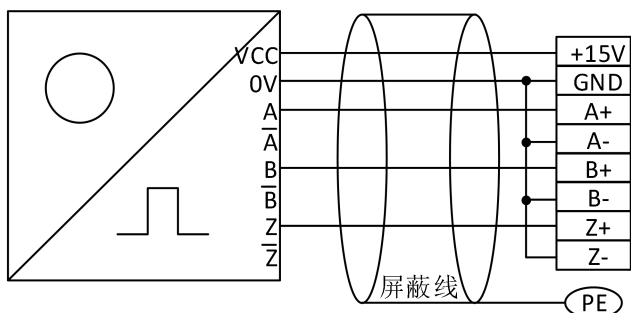 VCC
0V
A
A̅
B
B̅
Z
Z̅
+15V
GND
A+
A-
B+
B-
Z+
Z-
屏蔽线
PE